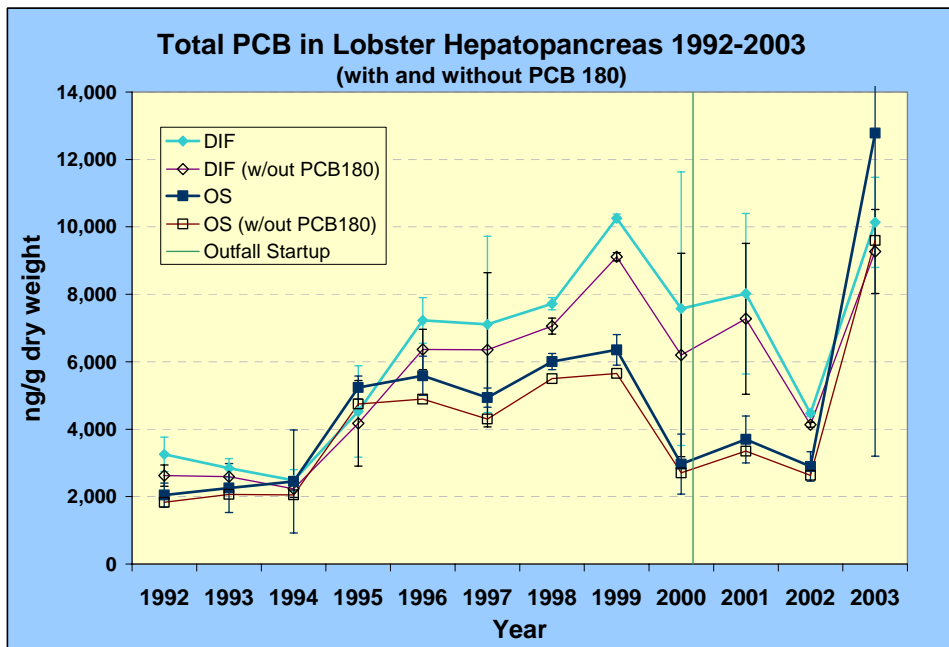 Total PCB in Lobster Hepatopancreas 1992-2003
(with and without PCB 180)
ng/g dry weight
14,000
12,000
10,000
8,000
6,000
4,000
2,000
0
DIF
DIF (w/out PCB180)
OS
OS (w/out PCB180)
Outfall Startup
1992 1993 1994 1995 1996 1997 1998 1999 2000 2001 2002 2003
Year